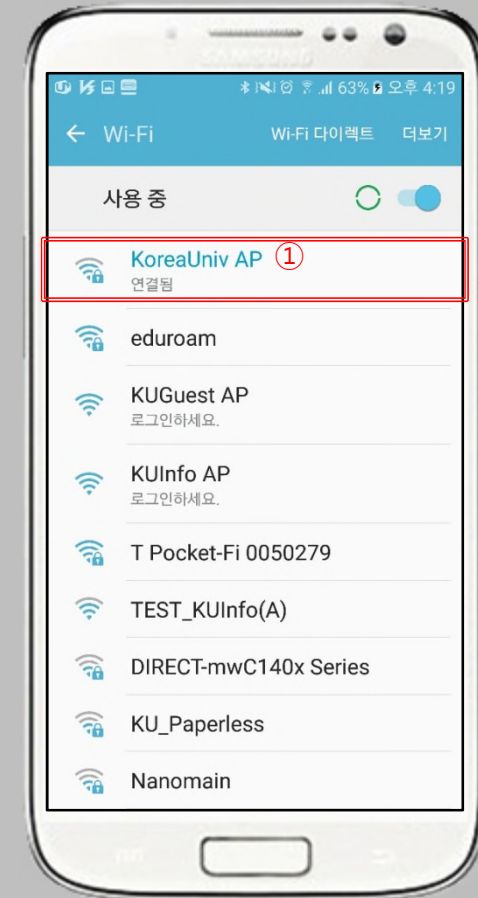 SAMSUNG
63% 오후 4:19
Wi-Fi Wi-Fi 다이렉트 더보기
사용 중
KoreaUniv AP ①
연결됨
eduroam
KUGuest AP
로그인하세요.
KUInfo AP
로그인하세요.
T Pocket-Fi 0050279
TEST_KUInfo(A)
DIRECT-mwC140x Series
KU_Paperless
Nanomain